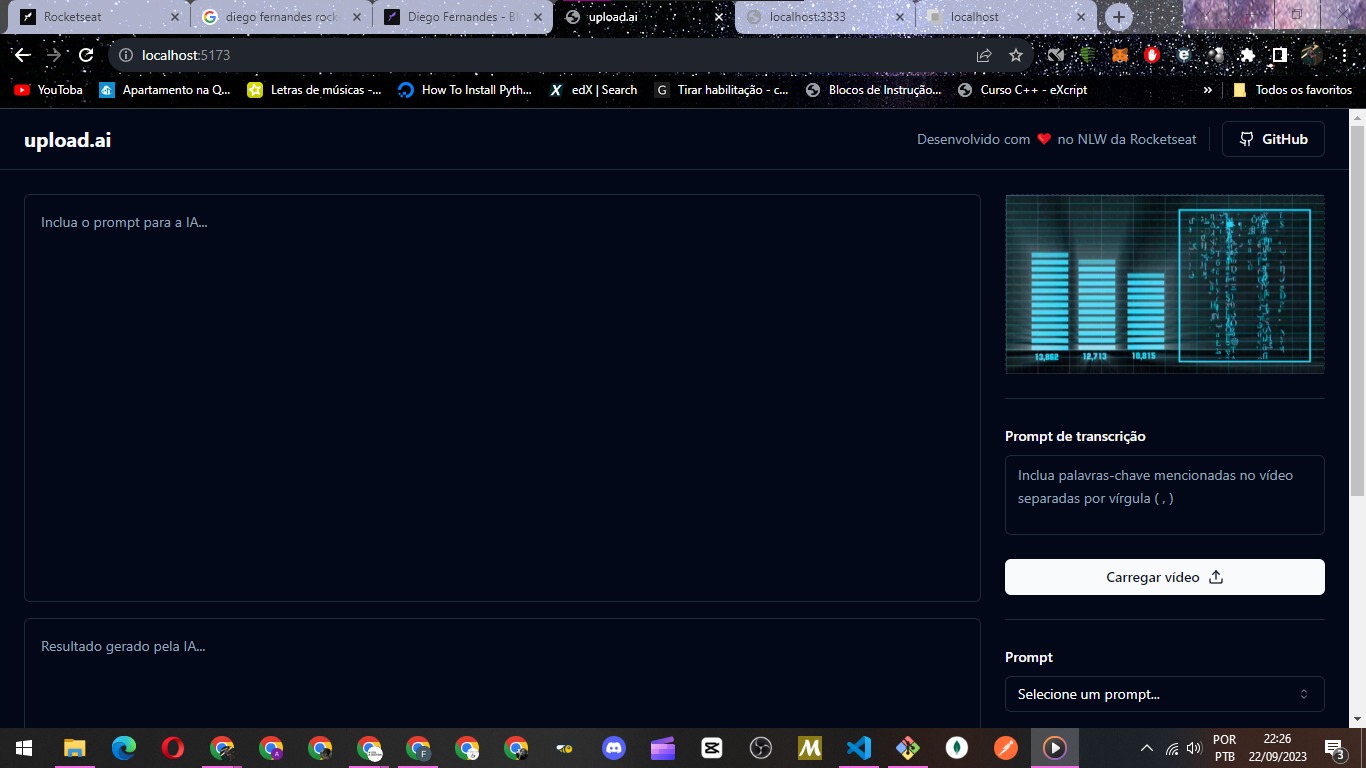 Rocketseat
diego fernandes rock
Diego Fernandes - B
upload.ai
localhost:3333
localhost
localhost:5173
YouToba
Apartamento na Q...
Letras de músicas -...
How To Install Pyth...
edX | Search
Tirar habilitação - c...
Blocos de Instrução...
Curso C++ - eXcript
»
Todos os favoritos
upload.ai
Desenvolvido com ❤ no NLW da Rocketseat
GitHub
Inclua o prompt para a IA...
13,862 12,713 10,815
Prompt de transcrição
Inclua palavras-chave mencionadas no vídeo
separadas por vírgula ( , )
Carregar vídeo
Resultado gerado pela IA...
Prompt
Selecione um prompt...
POR
PTB
22:26
22/09/2023
3